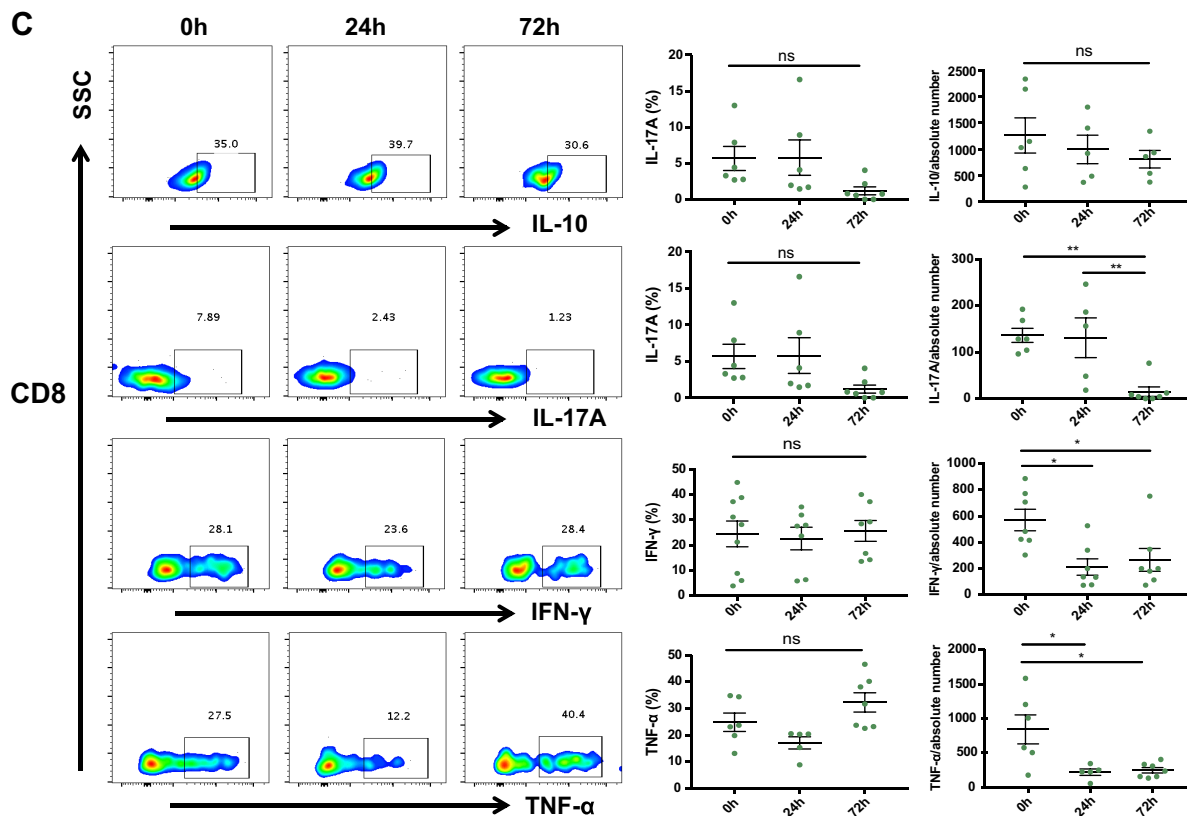 C
0h 24h 72h
SSC
CD8
35.0 39.7 30.6
IL-10
7.89 2.43 1.23
IL-17A
28.1 23.6 28.4
IFN-γ
27.5 12.2 40.4
TNF-α
IL-17A (%)
20
15
10
5
0
ns
0h 24h 72h
IL-10/absolute number
2500
2000
1500
1000
500
0
ns
0h 24h 72h
IL-17A (%)
20
15
10
5
0
ns
0h 24h 72h
IL-17A/absolute number
300
200
100
0
**
**
0h 24h 72h
IFN-γ (%)
50
40
30
20
10
0
ns
0h 24h 72h
IFN-γ/absolute number
1000
800
600
400
200
0
*
*
0h 24h 72h
TNF-α (%)
50
40
30
20
10
0
ns
0h 24h 72h
TNF-α/absolute number
2000
1500
1000
500
0
*
*
0h 24h 72h